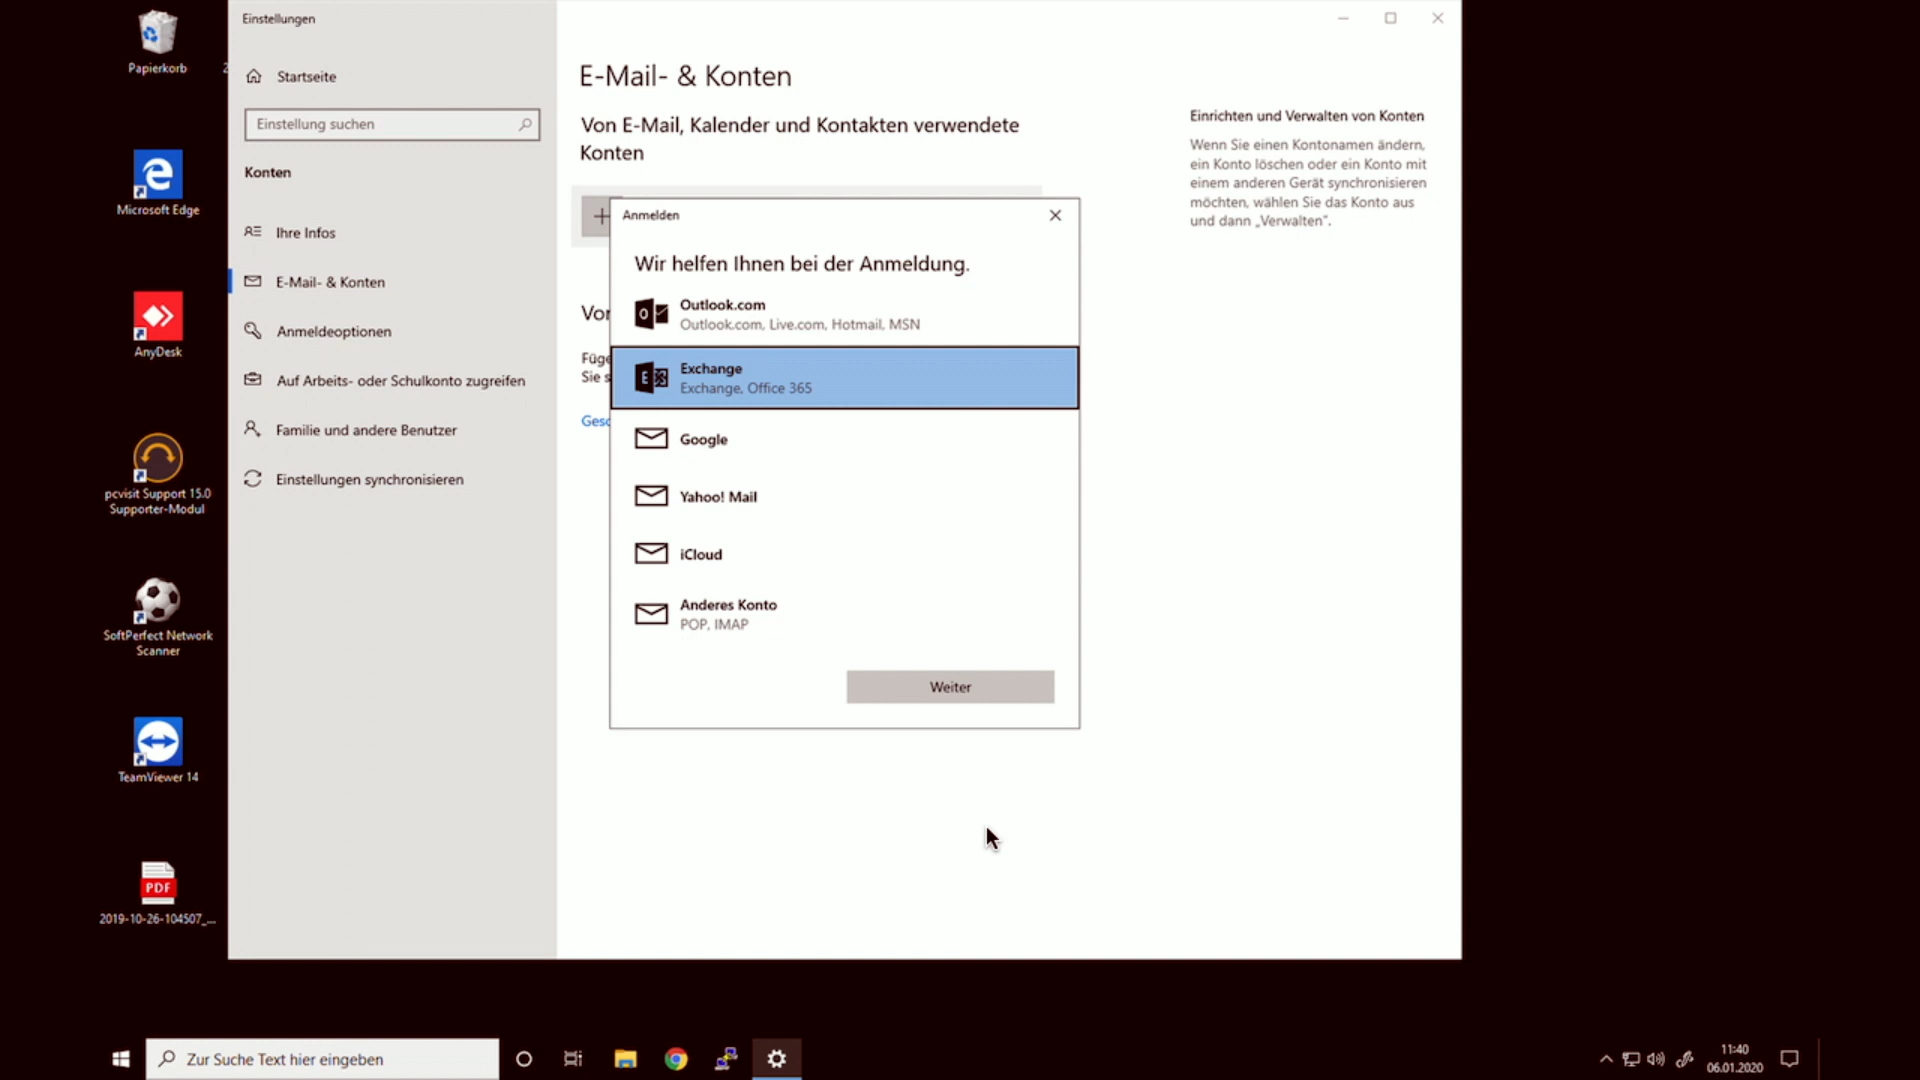 Papierkorb
2
Microsoft Edge
AnyDesk
pcvisit Support 15.0
Supporter-Modul
SoftPerfect Network
Scanner
TeamViewer 14
PDF
2019-10-26-104507_...
Einstellungen
Startseite
Einstellung suchen
Konten
Ihre Infos
E-Mail- & Konten
Anmeldeoptionen
Auf Arbeits- oder Schulkonto zugreifen
Familie und andere Benutzer
Einstellungen synchronisieren
E-Mail- & Konten
Von E-Mail, Kalender und Kontakten verwendete
Konten
Vor
Füge
Sie s
Gesc
Anmelden
Wir helfen Ihnen bei der Anmeldung.
Outlook.com
Outlook.com, Live.com, Hotmail, MSN
Exchange
Exchange, Office 365
Google
Yahoo! Mail
iCloud
Anderes Konto
POP, IMAP
Weiter
Einrichten und Verwalten von Konten
Wenn Sie einen Kontonamen ändern,
ein Konto löschen oder ein Konto mit
einem anderen Gerät synchronisieren
möchten, wählen Sie das Konto aus
und dann „Verwalten“.
Zur Suche Text hier eingeben
11:40
06.01.2020